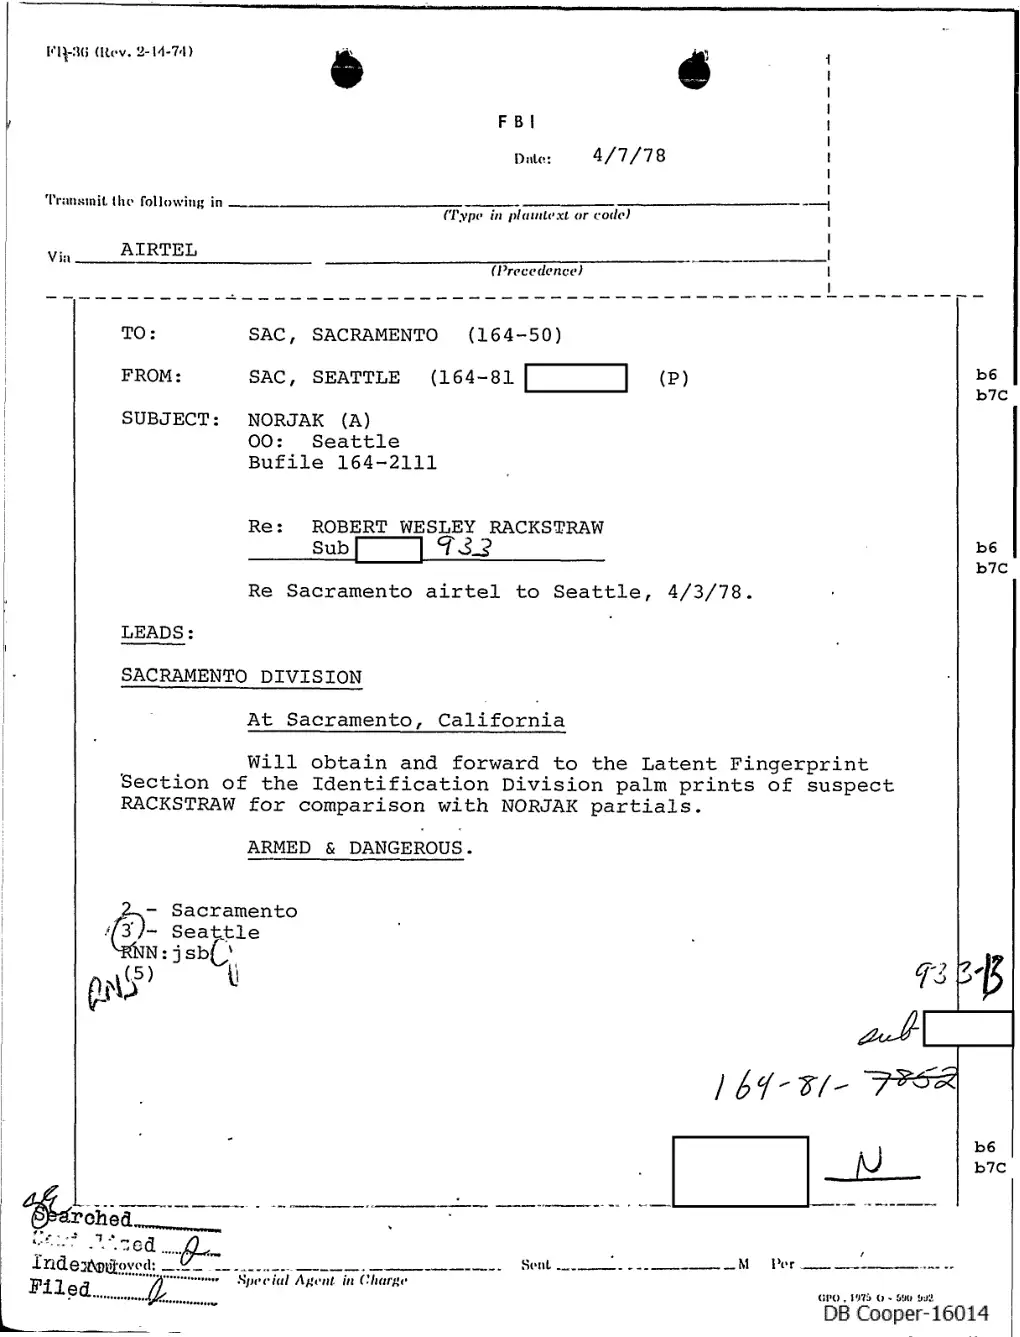 FD-36 (Rev. 2-14-74)
FBI
Date: 4/7/78
Transmit the following in
(Type in plaintext or code)
Via AIRTEL
(Precedence)
TO: SAC, SACRAMENTO (164-50)
FROM: SAC, SEATTLE (164-81 (P)
b6
b7C
SUBJECT: NORJAK (A)
OO: Seattle
Bufile 164-2111
Re: ROBERT WESLEY RACKSTRAW
Sub 933
b6
b7C
Re Sacramento airtel to Seattle, 4/3/78.
LEADS:
SACRAMENTO DIVISION
At Sacramento, California
Will obtain and forward to the Latent Fingerprint
Section of the Identification Division palm prints of suspect
RACKSTRAW for comparison with NORJAK partials.
ARMED & DANGEROUS.
2 - Sacramento
3 - Seattle
RNN:jsb
(5)
933-B
sub
164-81-7852
b6
b7C
N
Searched
Indexed
Approved:
Special Agent in Charge
Sent M Per
Filed
GPO : 1975 O - 590-992
DB Cooper-16014